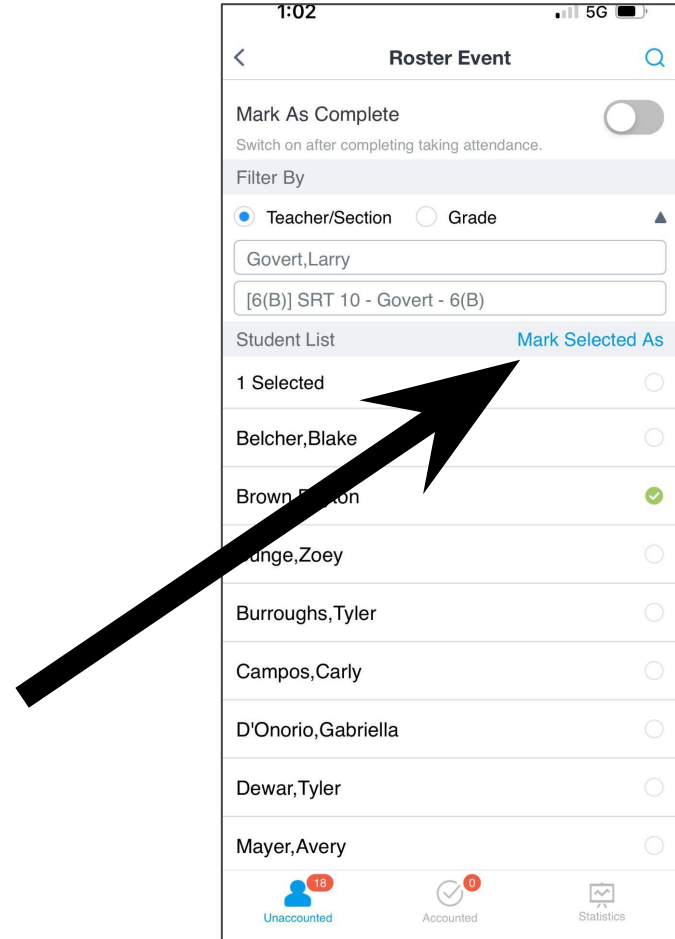 1:02 5G
Roster Event
Mark As Complete
Switch on after completing taking attendance.
Filter By
Teacher/Section Grade
Govert,Larry
[6(B)] SRT 10 - Govert - 6(B)
Student List Mark Selected As
1 Selected
Belcher,Blake
Brown
,Zoey
Burroughs,Tyler
Campos,Carly
D'Onorio,Gabriella
Dewar,Tyler
Mayer,Avery
18 0
Unaccounted Accounted Statistics